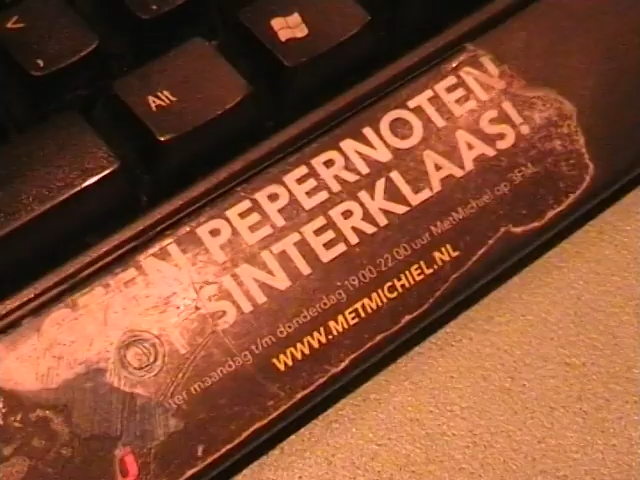 <
,
Alt
PEPERNOTEN
SINTERKLAAS!
maandag t/m donderdag 19.00-22.00 uur MetMichiel op 3FM
WWW.METMICHIEL.NL